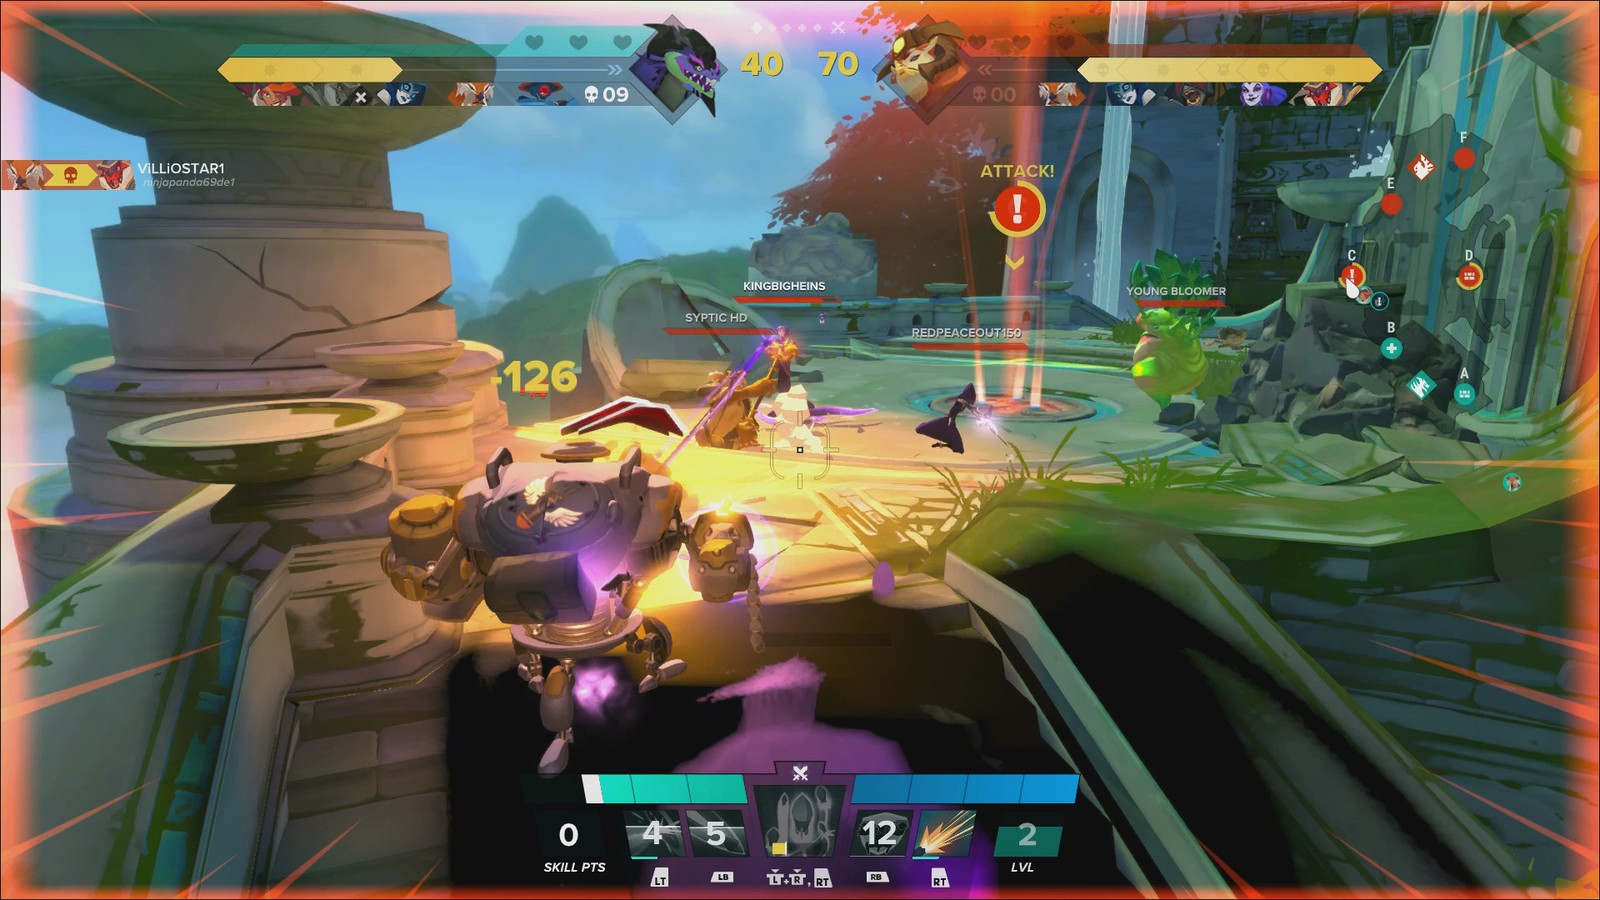 40 70
09
00
ViLLiOSTAR1
ninjapanda69de1
ATTACK!
!
F
E
C
D
!
B
A
KINGBIGHEINS
SYPTIC HD
REDPEACEOUT150
YOUNG BLOOMER
-126
0
4
5
12
2
SKILL PTS
LVL
LT
LB
L+R, RT
RB
RT